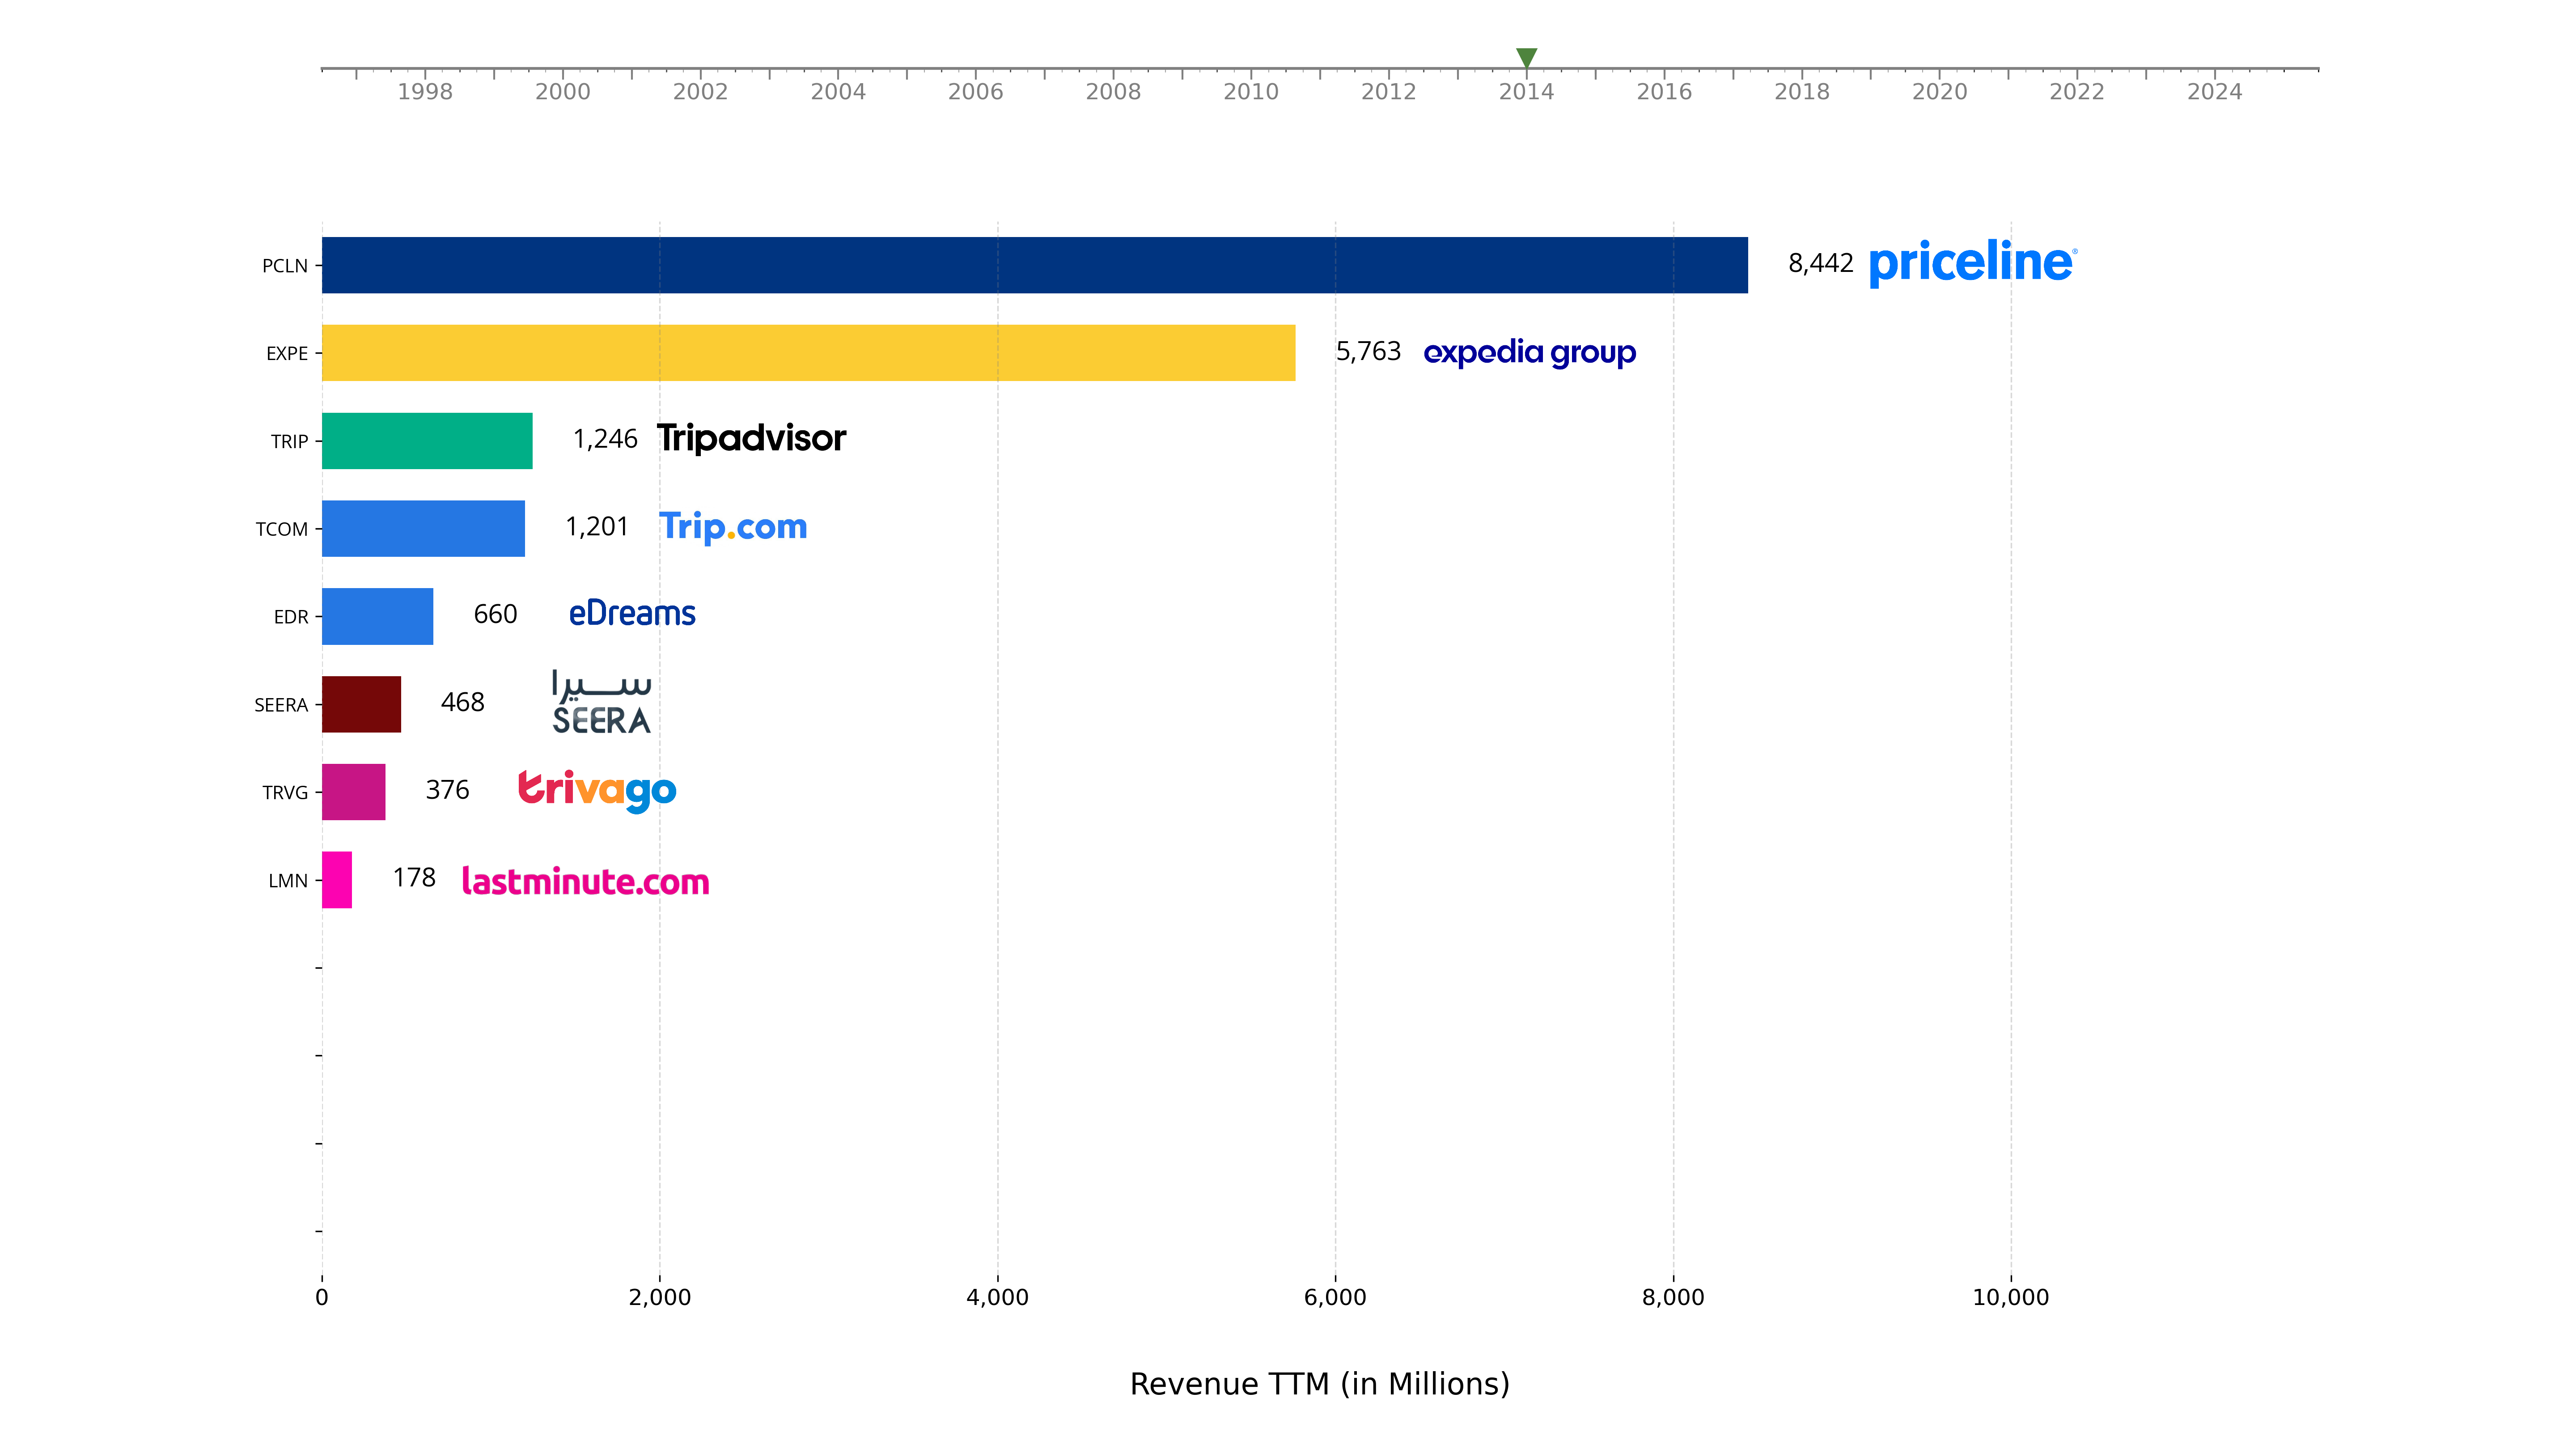 1998 2000 2002 2004 2006 2008 2010 2012 2014 2016 2018 2020 2022 2024
PCLN 8,442 priceline®
EXPE 5,763 expedia group
TRIP 1,246 Tripadvisor
TCOM 1,201 Trip.com
EDR 660 eDreams
سيرا
SEERA 468 SEERA
TRVG 376 trivago
LMN 178 lastminute.com
0 2,000 4,000 6,000 8,000 10,000
Revenue TTM (in Millions)